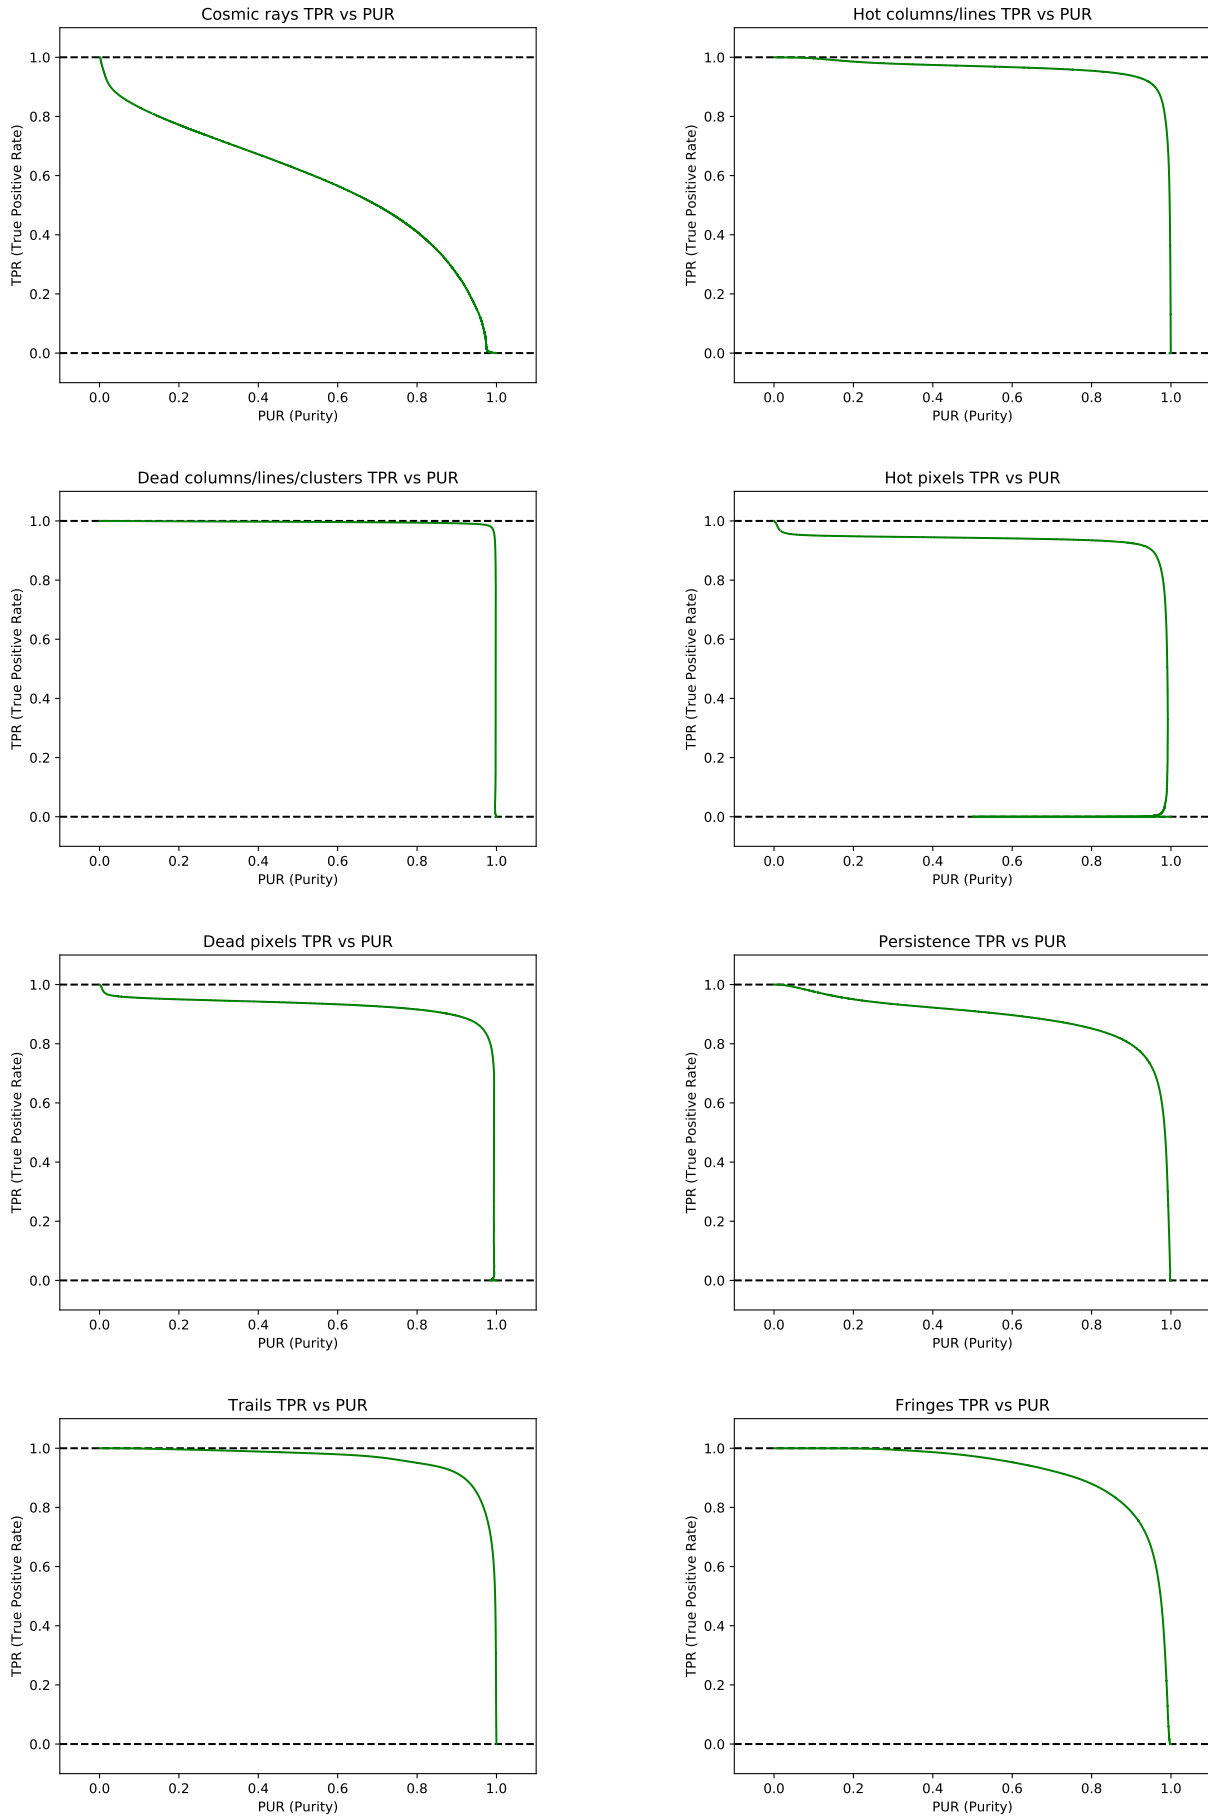 Cosmic rays TPR vs PUR
1.0
0.8
0.6
0.4
0.2
0.0
TPR (True Positive Rate)
0.0 0.2 0.4 0.6 0.8 1.0
PUR (Purity)
Hot columns/lines TPR vs PUR
1.0
0.8
0.6
0.4
0.2
0.0
TPR (True Positive Rate)
0.0 0.2 0.4 0.6 0.8 1.0
PUR (Purity)
Dead columns/lines/clusters TPR vs PUR
1.0
0.8
0.6
0.4
0.2
0.0
TPR (True Positive Rate)
0.0 0.2 0.4 0.6 0.8 1.0
PUR (Purity)
Hot pixels TPR vs PUR
1.0
0.8
0.6
0.4
0.2
0.0
TPR (True Positive Rate)
0.0 0.2 0.4 0.6 0.8 1.0
PUR (Purity)
Dead pixels TPR vs PUR
1.0
0.8
0.6
0.4
0.2
0.0
TPR (True Positive Rate)
0.0 0.2 0.4 0.6 0.8 1.0
PUR (Purity)
Persistence TPR vs PUR
1.0
0.8
0.6
0.4
0.2
0.0
TPR (True Positive Rate)
0.0 0.2 0.4 0.6 0.8 1.0
PUR (Purity)
Trails TPR vs PUR
1.0
0.8
0.6
0.4
0.2
0.0
TPR (True Positive Rate)
0.0 0.2 0.4 0.6 0.8 1.0
PUR (Purity)
Fringes TPR vs PUR
1.0
0.8
0.6
0.4
0.2
0.0
TPR (True Positive Rate)
0.0 0.2 0.4 0.6 0.8 1.0
PUR (Purity)